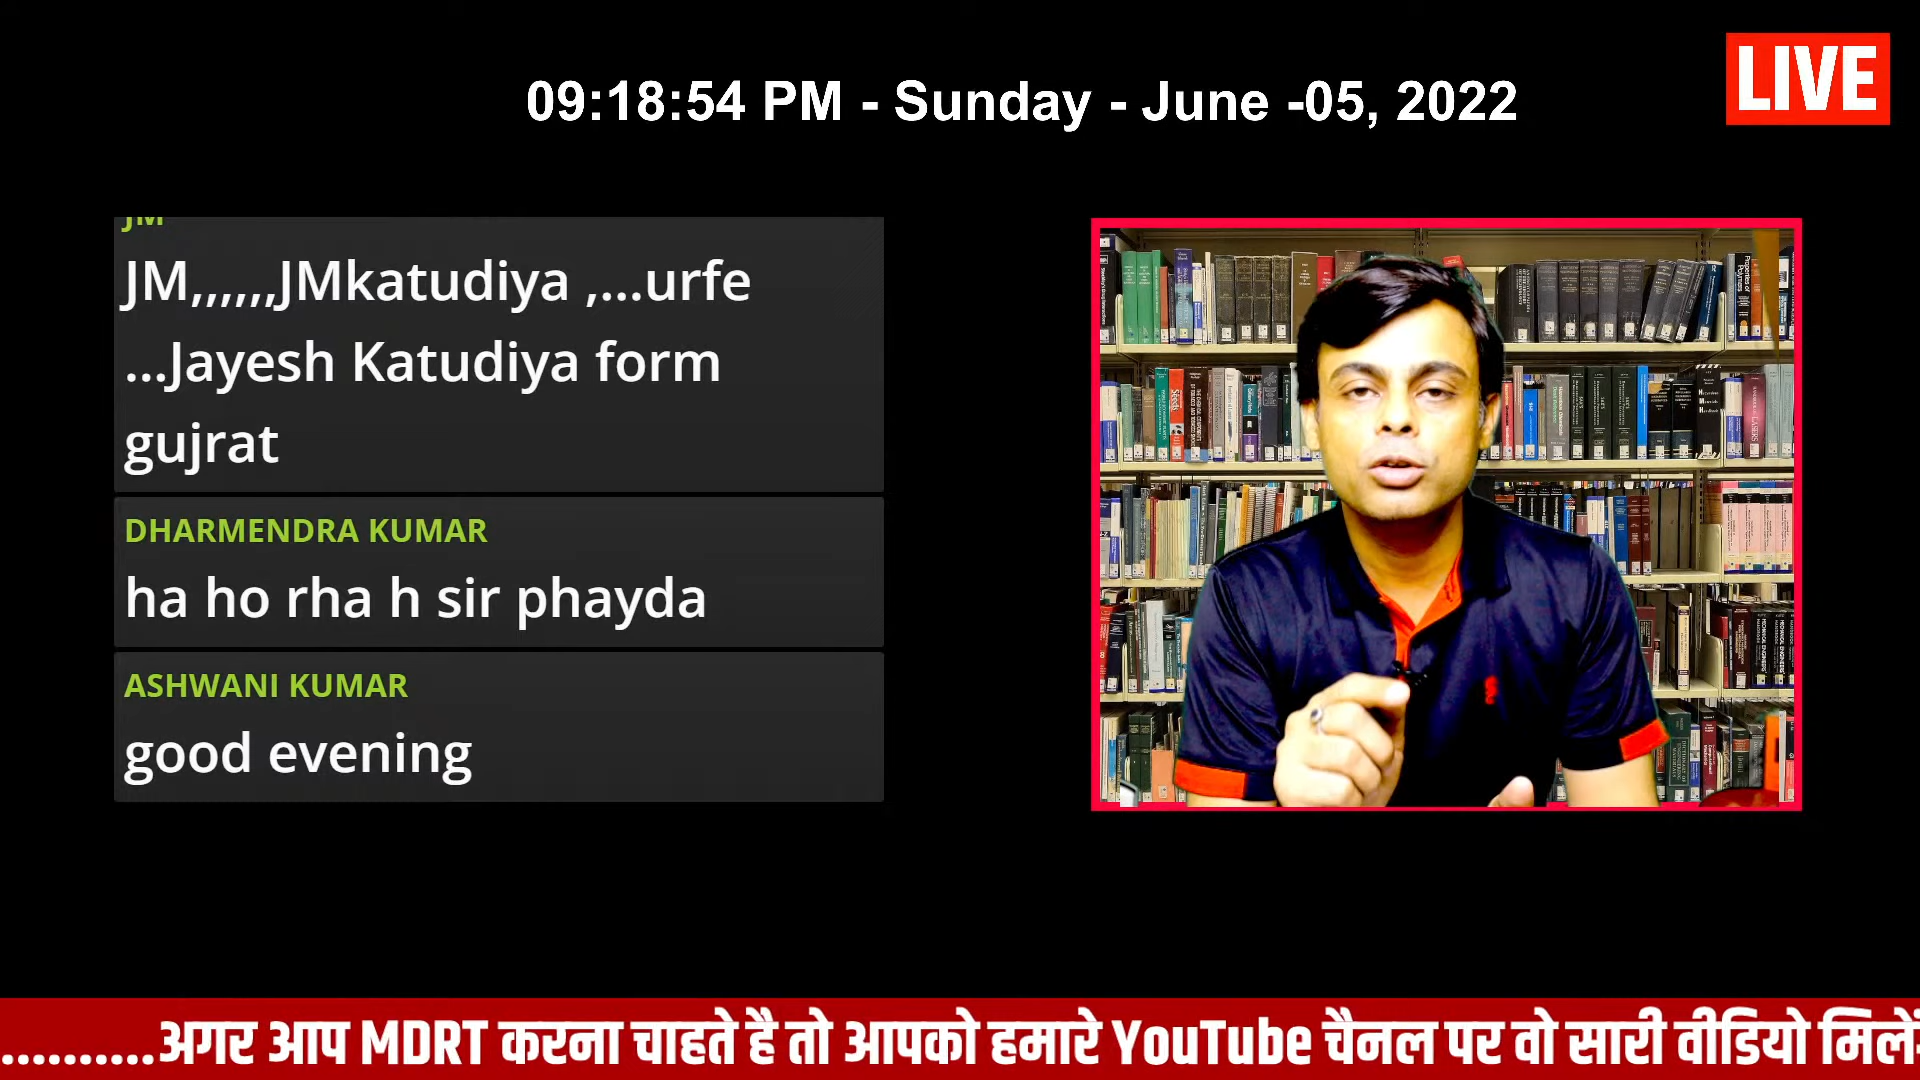 LIVE
09:18:54 PM - Sunday - June -05, 2022
JM
JM,,,,,,JMkatudiya ,...urfe
...Jayesh Katudiya form
gujrat
DHARMENDRA KUMAR
ha ho rha h sir phayda
ASHWANI KUMAR
good evening
..........अगर आप MDRT करना चाहते है तो आपको हमारे YouTube चैनल पर वो सारी वीडियो